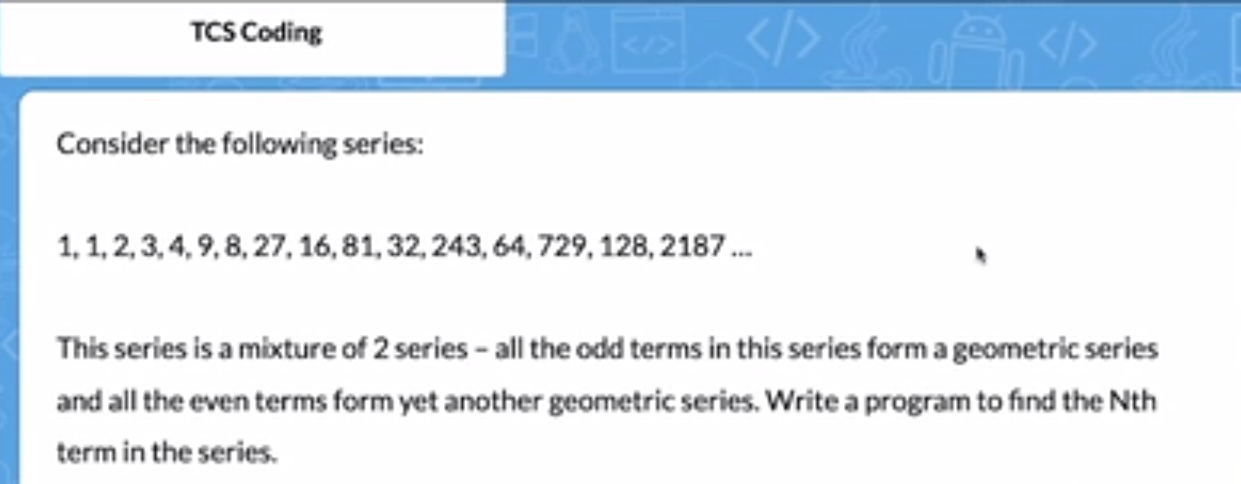 TCS Coding
Consider the following series:
1, 1, 2, 3, 4, 9, 8, 27, 16, 81, 32, 243, 64, 729, 128, 2187 ...
This series is a mixture of 2 series – all the odd terms in this series form a geometric series
and all the even terms form yet another geometric series. Write a program to find the Nth
term in the series.